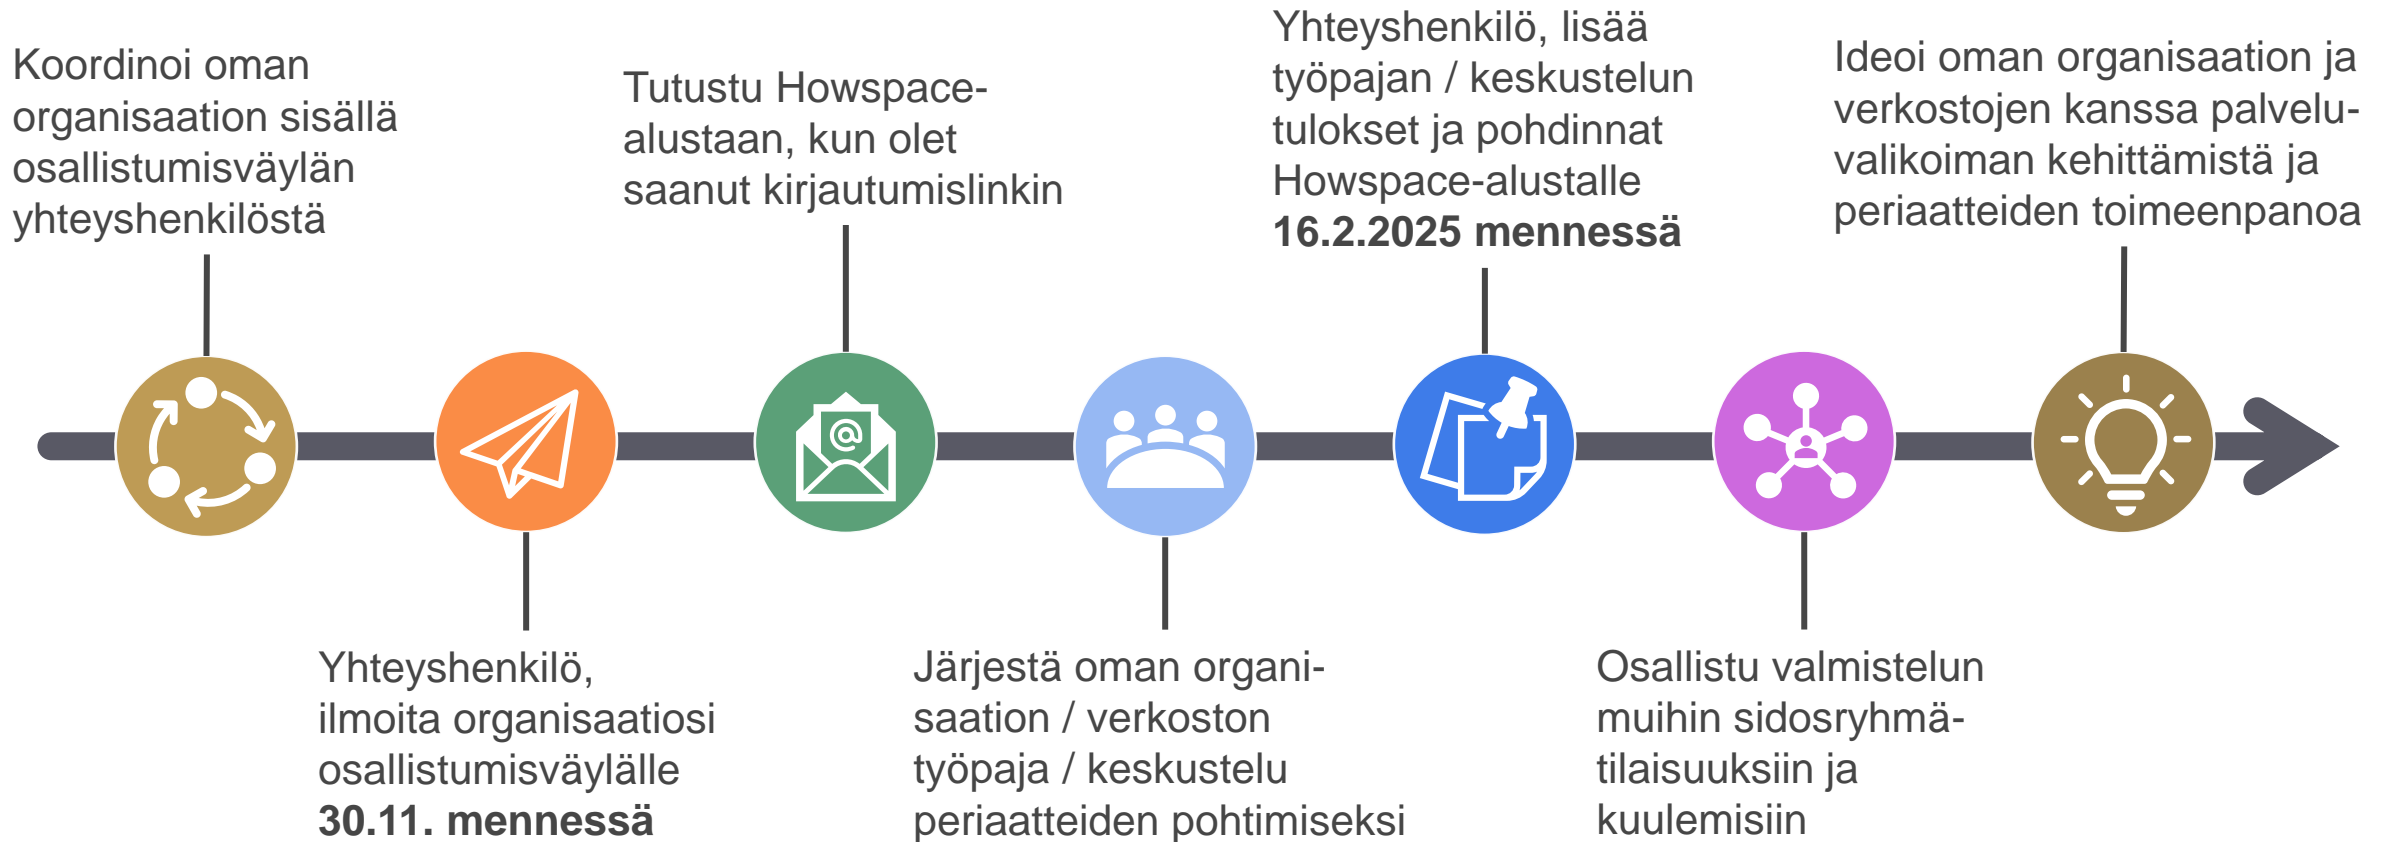 Koordinoi oman
organisaation sisällä
osallistumisväylän
yhteyshenkilöstä
Yhteyshenkilö,
ilmoita organisaatiosi
osallistumisväylälle
30.11. mennessä
Tutustu Howspace-
alustaan, kun olet
saanut kirjautumislinkin
Järjestä oman organi-
saation / verkoston
työpaja / keskustelu
periaatteiden pohtimiseksi
Yhteyshenkilö, lisää
työpajan / keskustelun
tulokset ja pohdinnat
Howspace-alustalle
16.2.2025 mennessä
Osallistu valmistelun
muihin sidosryhmä-
tilaisuuksiin ja
kuulemisiin
Ideoi oman organisaation ja
verkostojen kanssa palvelu-
valikoiman kehittämistä ja
periaatteiden toimeenpanoa